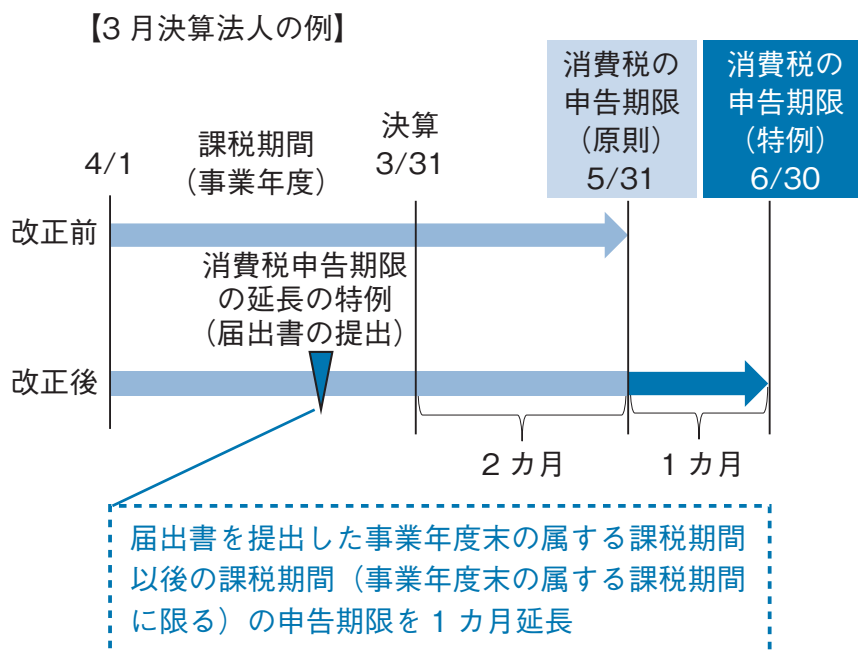 【3 月決算法人の例】
4/1
課税期間
（事業年度）
決算
3/31
消費税の
申告期限
（原則）
5/31
消費税の
申告期限
（特例）
6/30
改正前
消費税申告期限
の延長の特例
（届出書の提出）
改正後
2 カ月
1 カ月
届出書を提出した事業年度末の属する課税期間
以後の課税期間（事業年度末の属する課税期間
に限る）の申告期限を 1 カ月延長